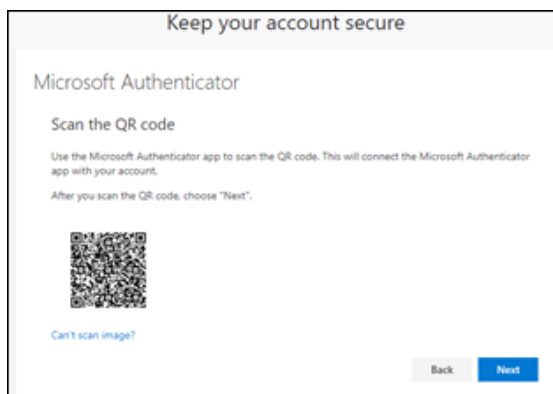 Keep your account secure
Microsoft Authenticator
Scan the QR code
Use the Microsoft Authenticator app to scan the QR code. This will connect the Microsoft Authenticator
app with your account.
After you scan the QR code, choose "Next".
Can't scan image?
Back Next